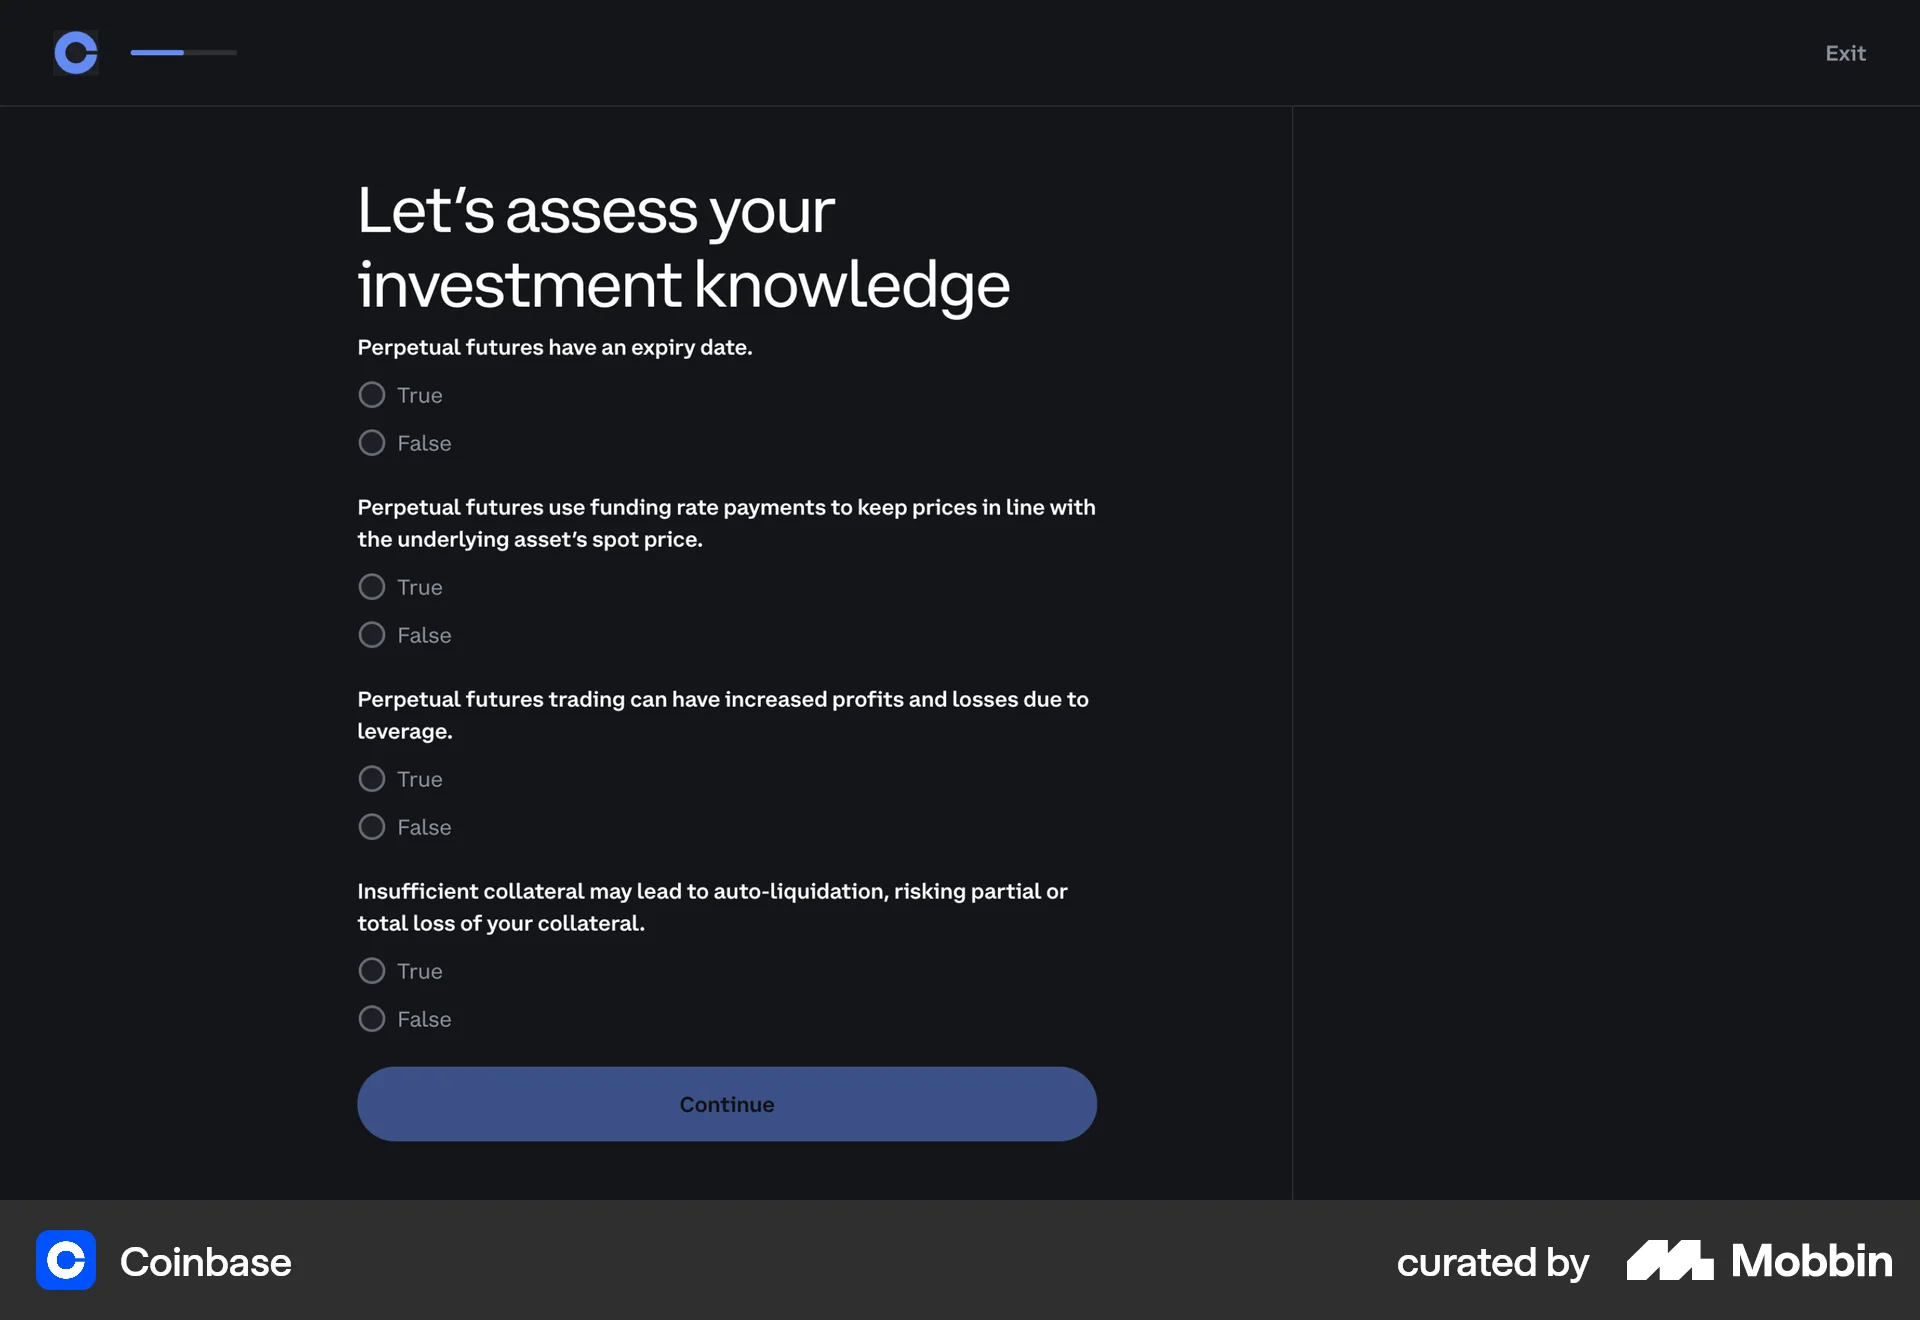 Exit
Let’s assess your
investment knowledge
Perpetual futures have an expiry date.
True
False
Perpetual futures use funding rate payments to keep prices in line with
the underlying asset’s spot price.
True
False
Perpetual futures trading can have increased profits and losses due to
leverage.
True
False
Insufficient collateral may lead to auto-liquidation, risking partial or
total loss of your collateral.
True
False
Continue
Coinbase
curated by Mobbin